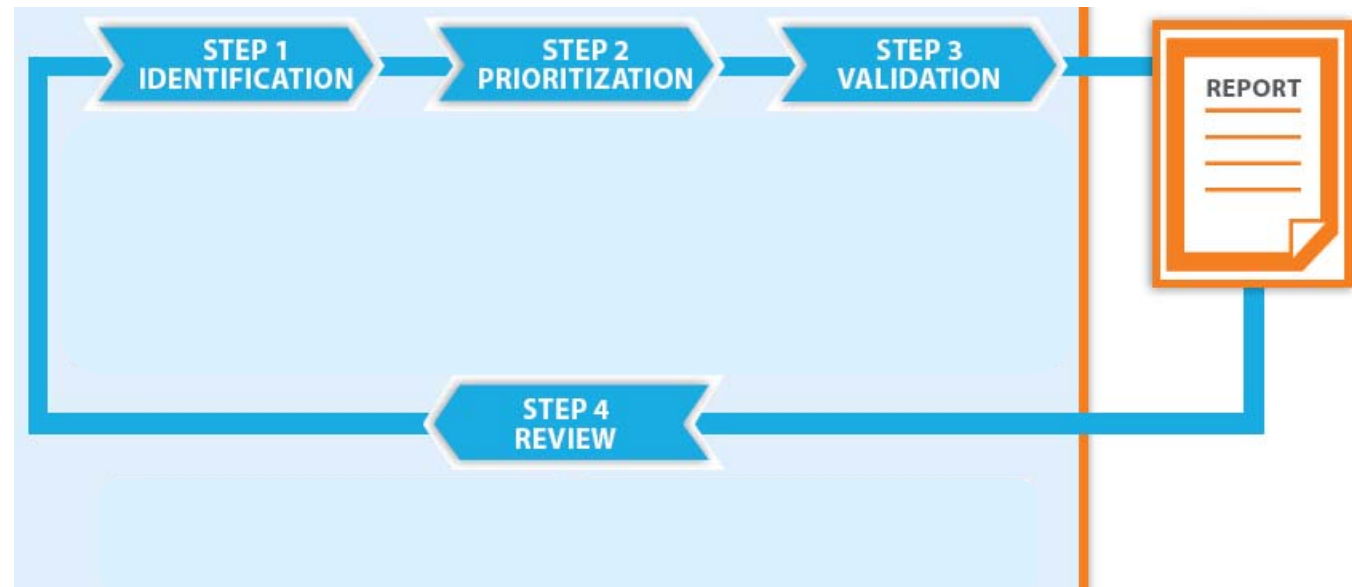 STEP 1
IDENTIFICATION
STEP 2
PRIORITIZATION
STEP 3
VALIDATION
REPORT
STEP 4
REVIEW